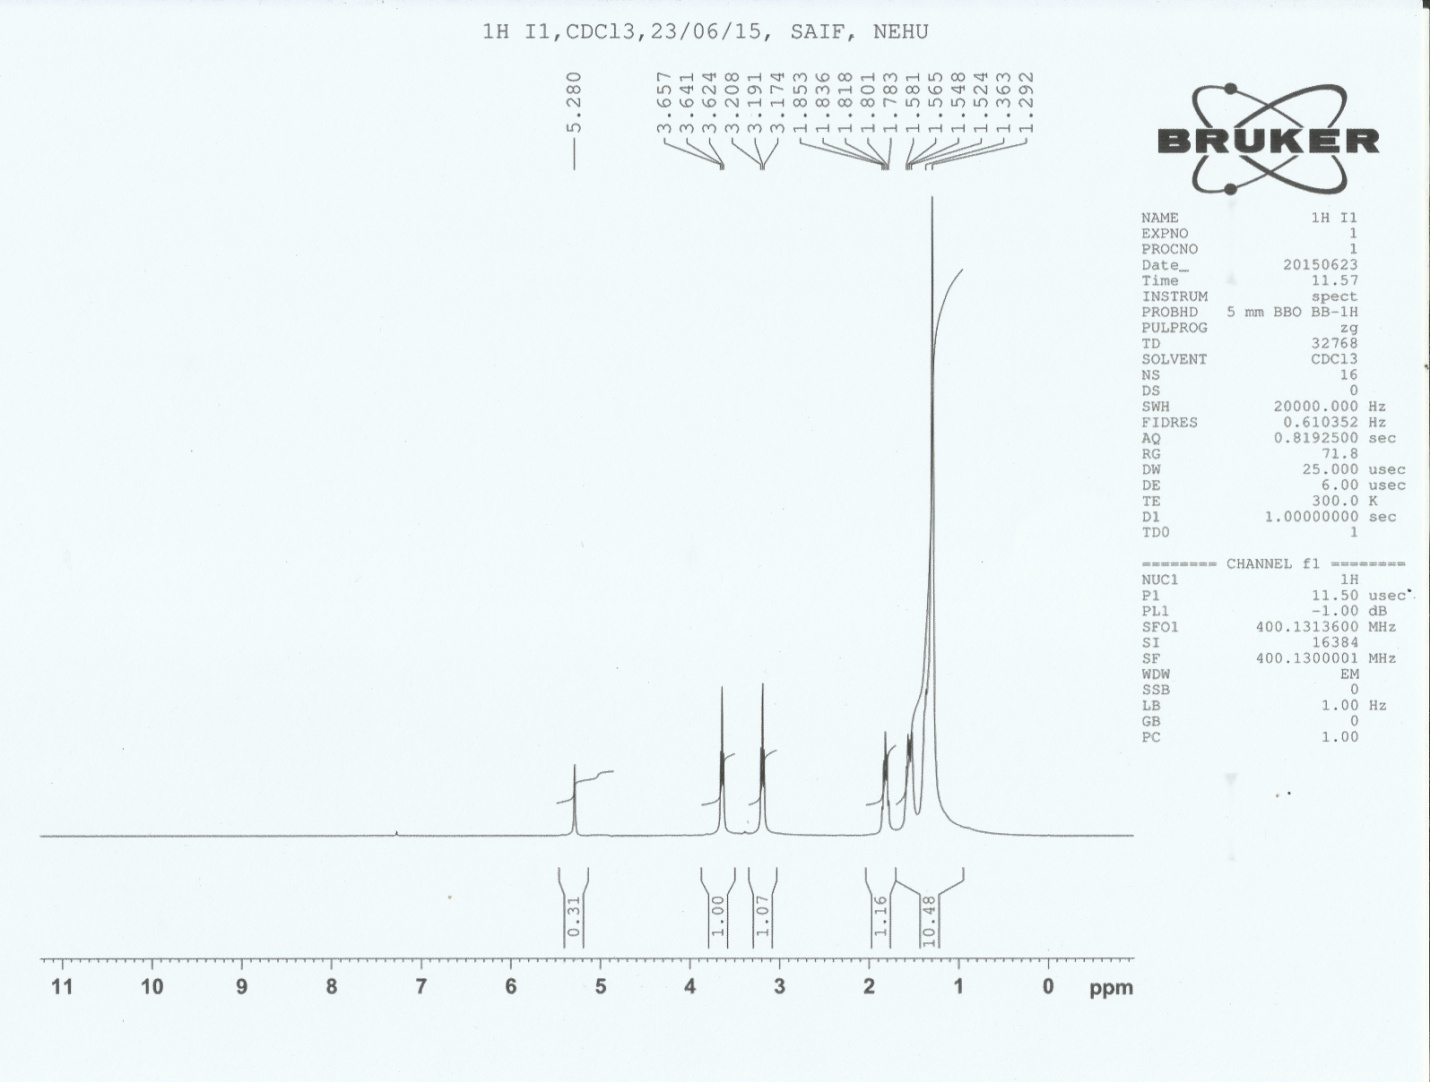 1H I1,CDCl3,23/06/15, SAIF, NEHU
5.280
3.657
3.641
3.624
3.208
3.191
3.174
1.853
1.836
1.818
1.801
1.783
1.581
1.565
1.548
1.524
1.363
1.292
BRUKER
NAME 1H I1
EXPNO 1
PROCNO 1
Date_ 20150623
Time 11.57
INSTRUM spect
PROBHD 5 mm BBO BB-1H
PULPROG zg
TD 32768
SOLVENT CDCl3
NS 16
DS 0
SWH 20000.000 Hz
FIDRES 0.610352 Hz
AQ 0.8192500 sec
RG 71.8
DW 25.000 usec
DE 6.00 usec
TE 300.0 K
D1 1.00000000 sec
TD0 1
======== CHANNEL f1 ========
NUC1 1H
P1 11.50 usec
PL1 -1.00 dB
SFO1 400.1313600 MHz
SI 16384
SF 400.1300001 MHz
WDW EM
SSB 0
LB 1.00 Hz
GB 0
PC 1.00
0.31
1.00
1.07
1.16
10.48
11 10 9 8 7 6 5 4 3 2 1 0 ppm